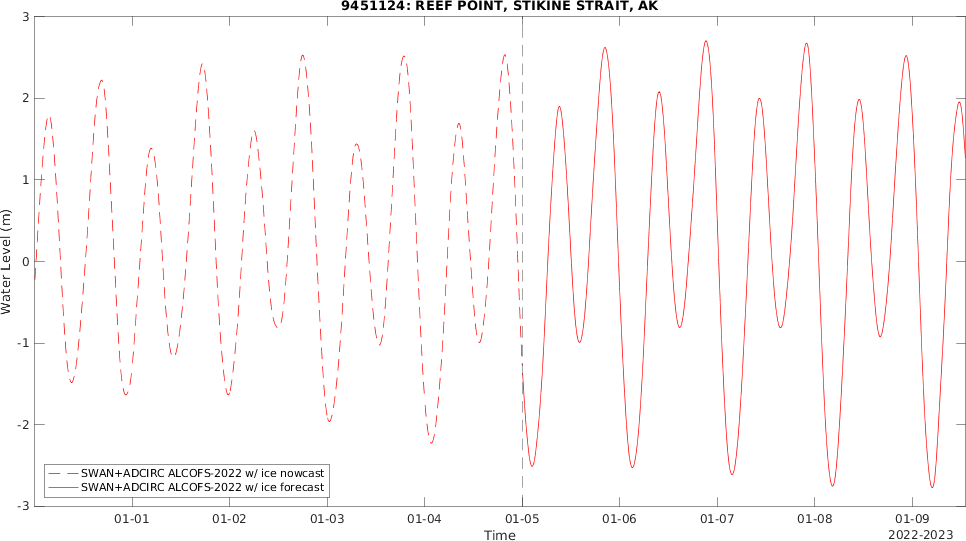 9451124: REEF POINT, STIKINE STRAIT, AK
3
2
1
0
-1
-2
-3
Water Level (m)
SWAN+ADCIRC ALCOFS-2022 w/ ice nowcast
SWAN+ADCIRC ALCOFS-2022 w/ ice forecast
01-01 01-02 01-03 01-04 01-05 01-06 01-07 01-08 01-09
Time
2022-2023